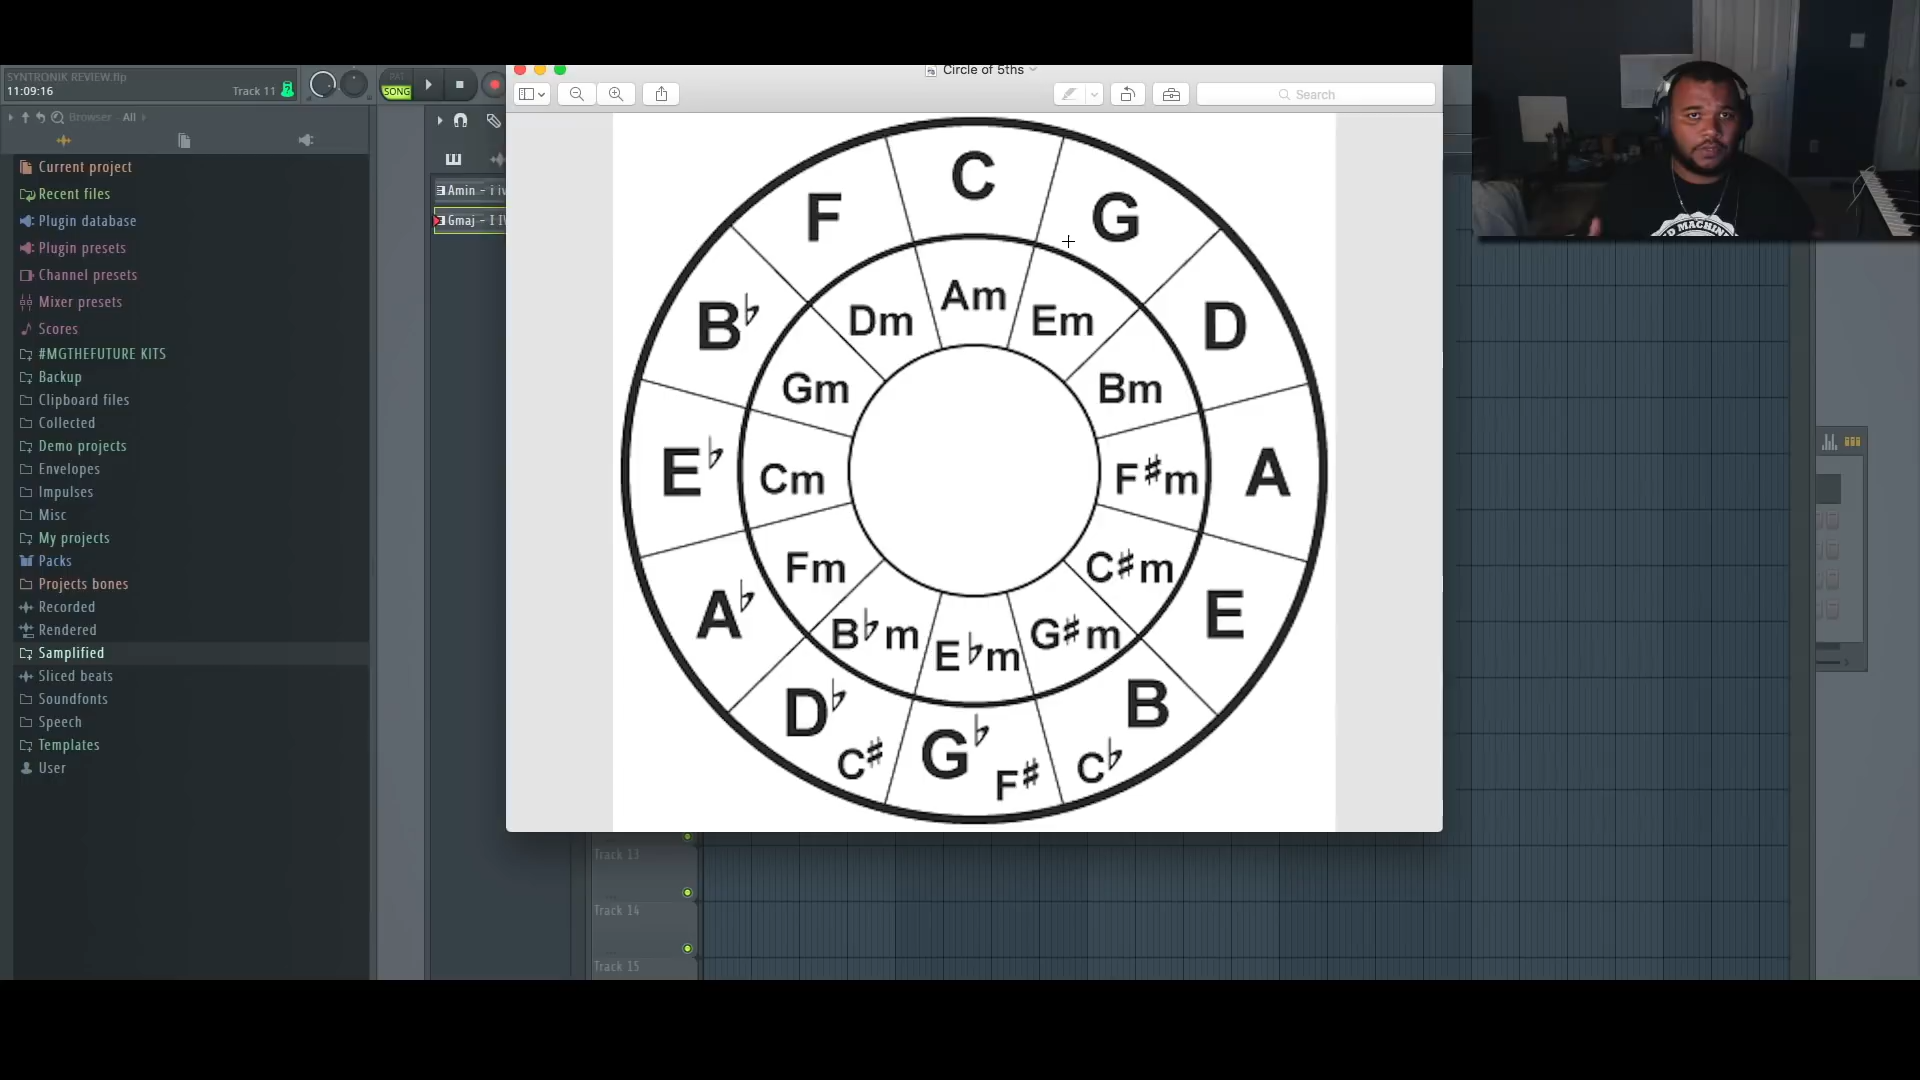 SYNTRONIK REVIEW.flp
11:09:16
Track 11
PAT
SONG
Browser - All
Current project
Recent files
Plugin database
Plugin presets
Channel presets
Mixer presets
Scores
#MGTHEFUTURE KITS
Backup
Clipboard files
Collected
Demo projects
Envelopes
Impulses
Misc
My projects
Packs
Projects bones
Recorded
Rendered
Samplified
Sliced beats
Soundfonts
Speech
Templates
User
Amin - i iv
Gmaj - I IV
Circle of 5ths
Search
C
F
G
B♭
D
E♭
A
A♭
E
D♭
C♯
G♭
F♯
B
C♭
Am
Dm
Em
Gm
Bm
Cm
F♯m
Fm
C♯m
B♭m
E♭m
G♯m
Track 13
Track 14
Track 15